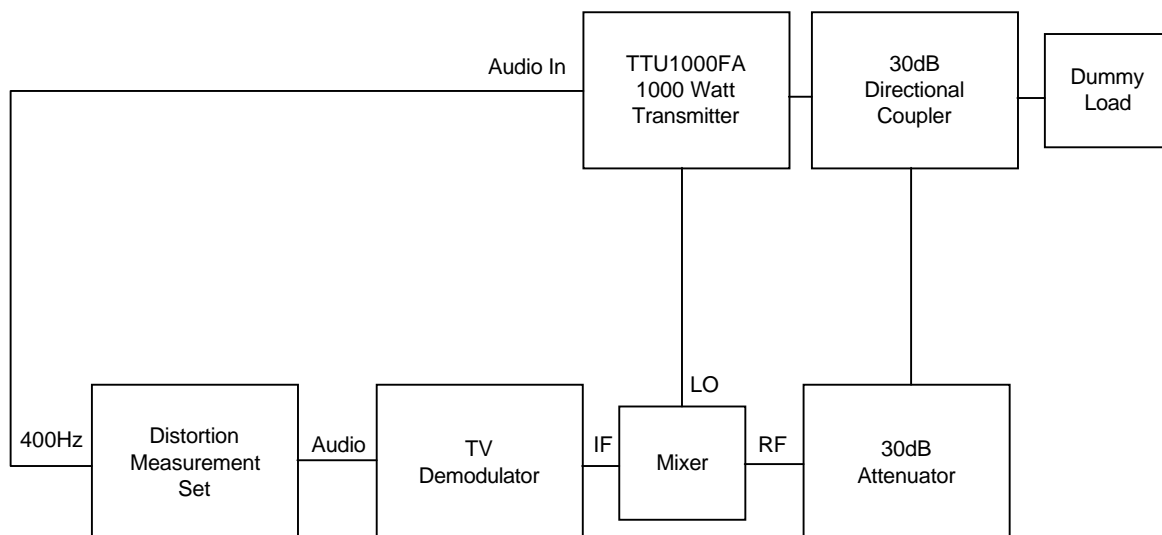 Audio In
TTU1000FA
1000 Watt
Transmitter
30dB
Directional
Coupler
Dummy
Load
LO
400Hz
Distortion
Measurement
Set
Audio
TV
Demodulator
IF
Mixer
RF
30dB
Attenuator